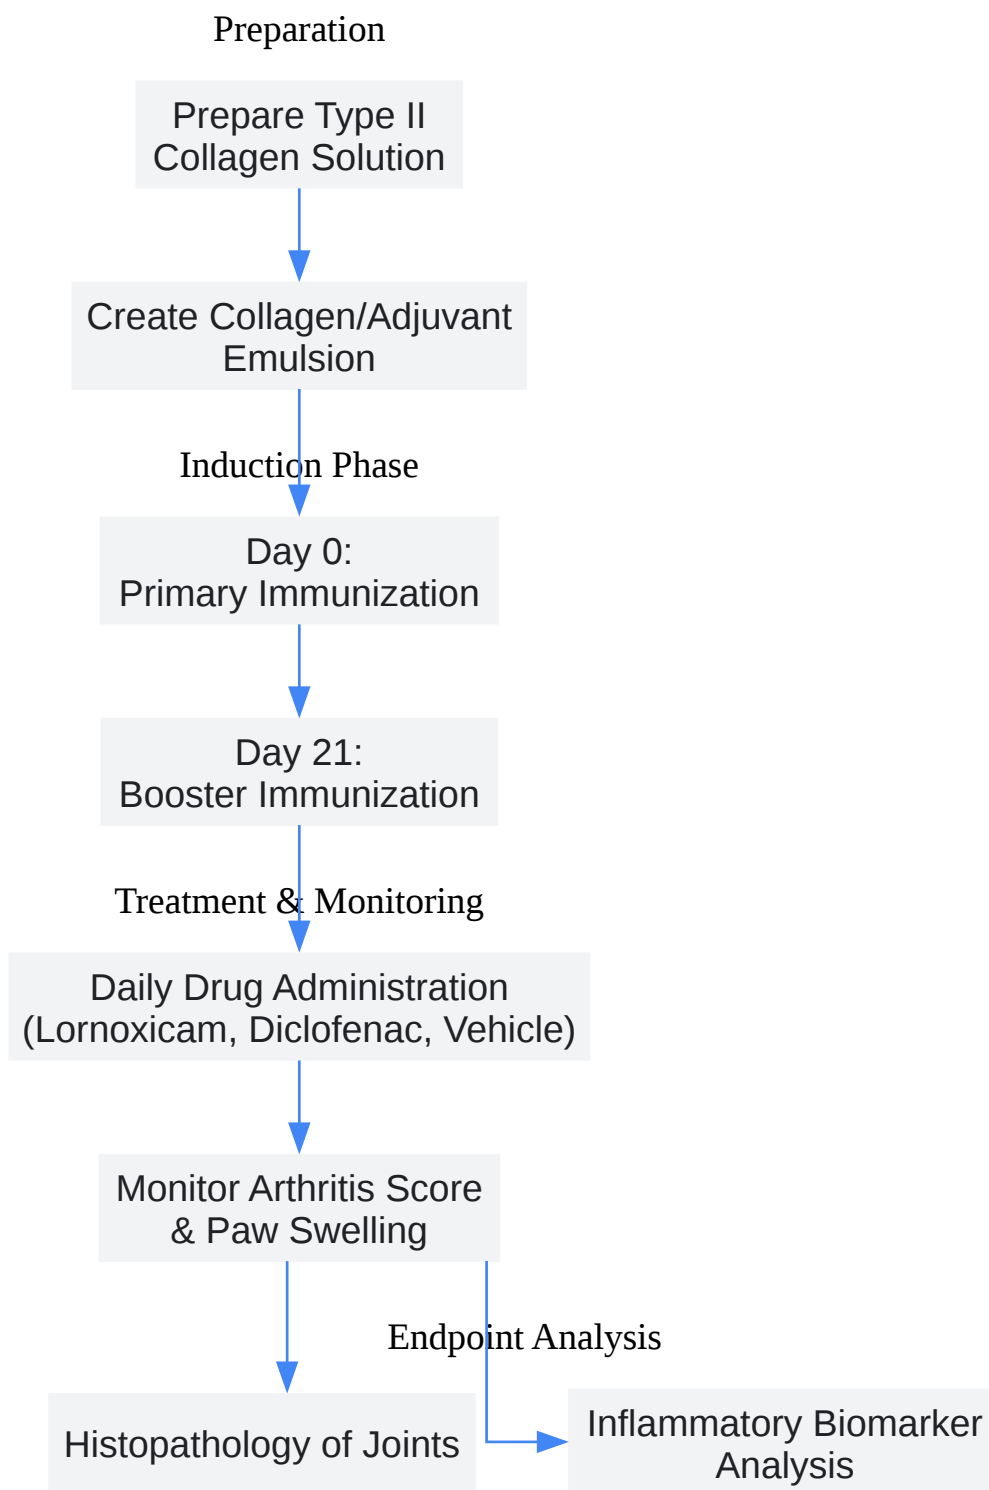 Preparation
Prepare Type II
Collagen Solution
Create Collagen/Adjuvant
Emulsion
Induction Phase
Day 0:
Primary Immunization
Day 21:
Booster Immunization
Treatment & Monitoring
Daily Drug Administration
(Lornoxicam, Diclofenac, Vehicle)
Monitor Arthritis Score
& Paw Swelling
Endpoint Analysis
Histopathology of Joints
Inflammatory Biomarker
Analysis